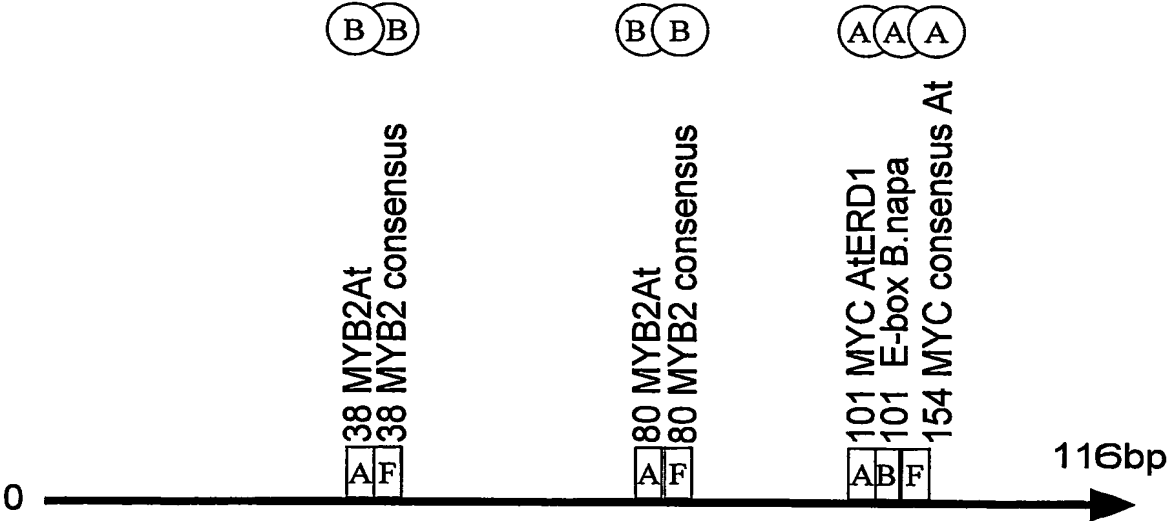 B B B B A A A
38 MYB2At
38 MYB2 consensus
80 MYB2At
80 MYB2 consensus
101 MYC AtERD1
101 E-box B.napa
154 MYC consensus At
A F A F A B F
0
116bp